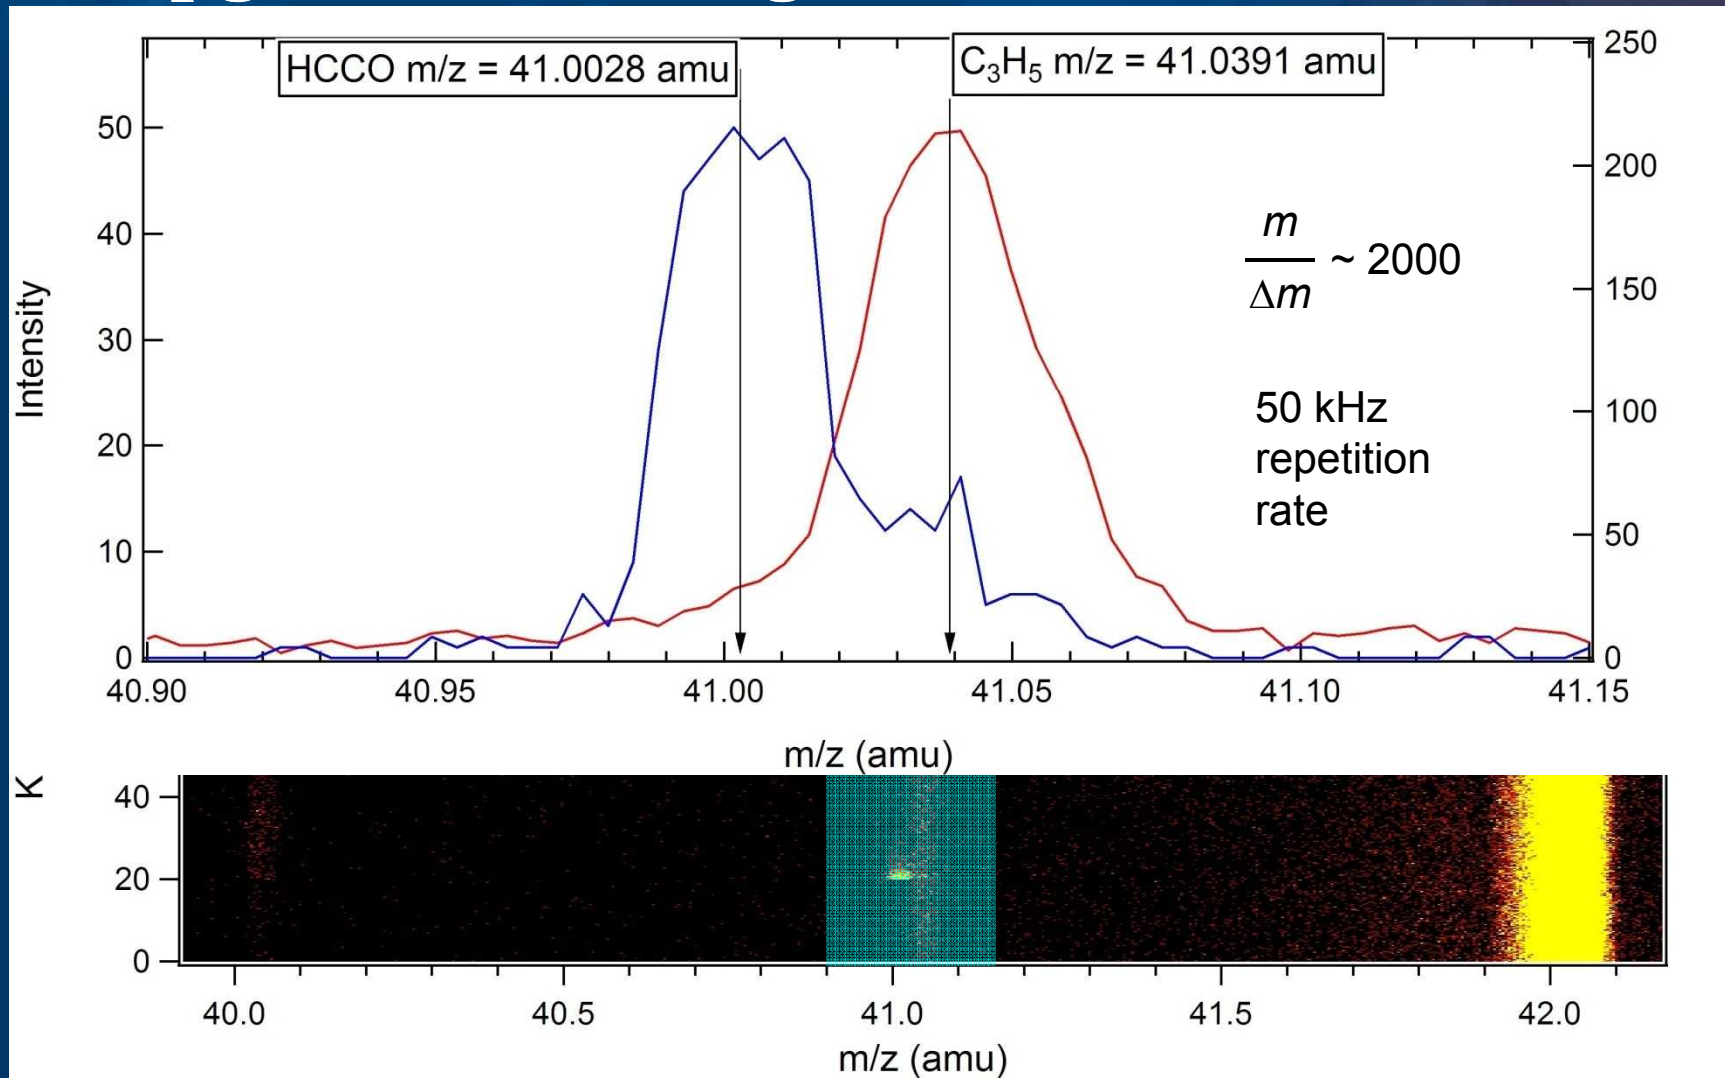 HCCO m/z = 41.0028 amu
C₃H₅ m/z = 41.0391 amu
Intensity
50
40
30
20
10
0
250
200
150
100
50
0
m
Δm
~ 2000
50 kHz
repetition
rate
40.90 40.95 41.00 41.05 41.10 41.15
m/z (amu)
K
40
20
0
40.0 40.5 41.0 41.5 42.0
m/z (amu)